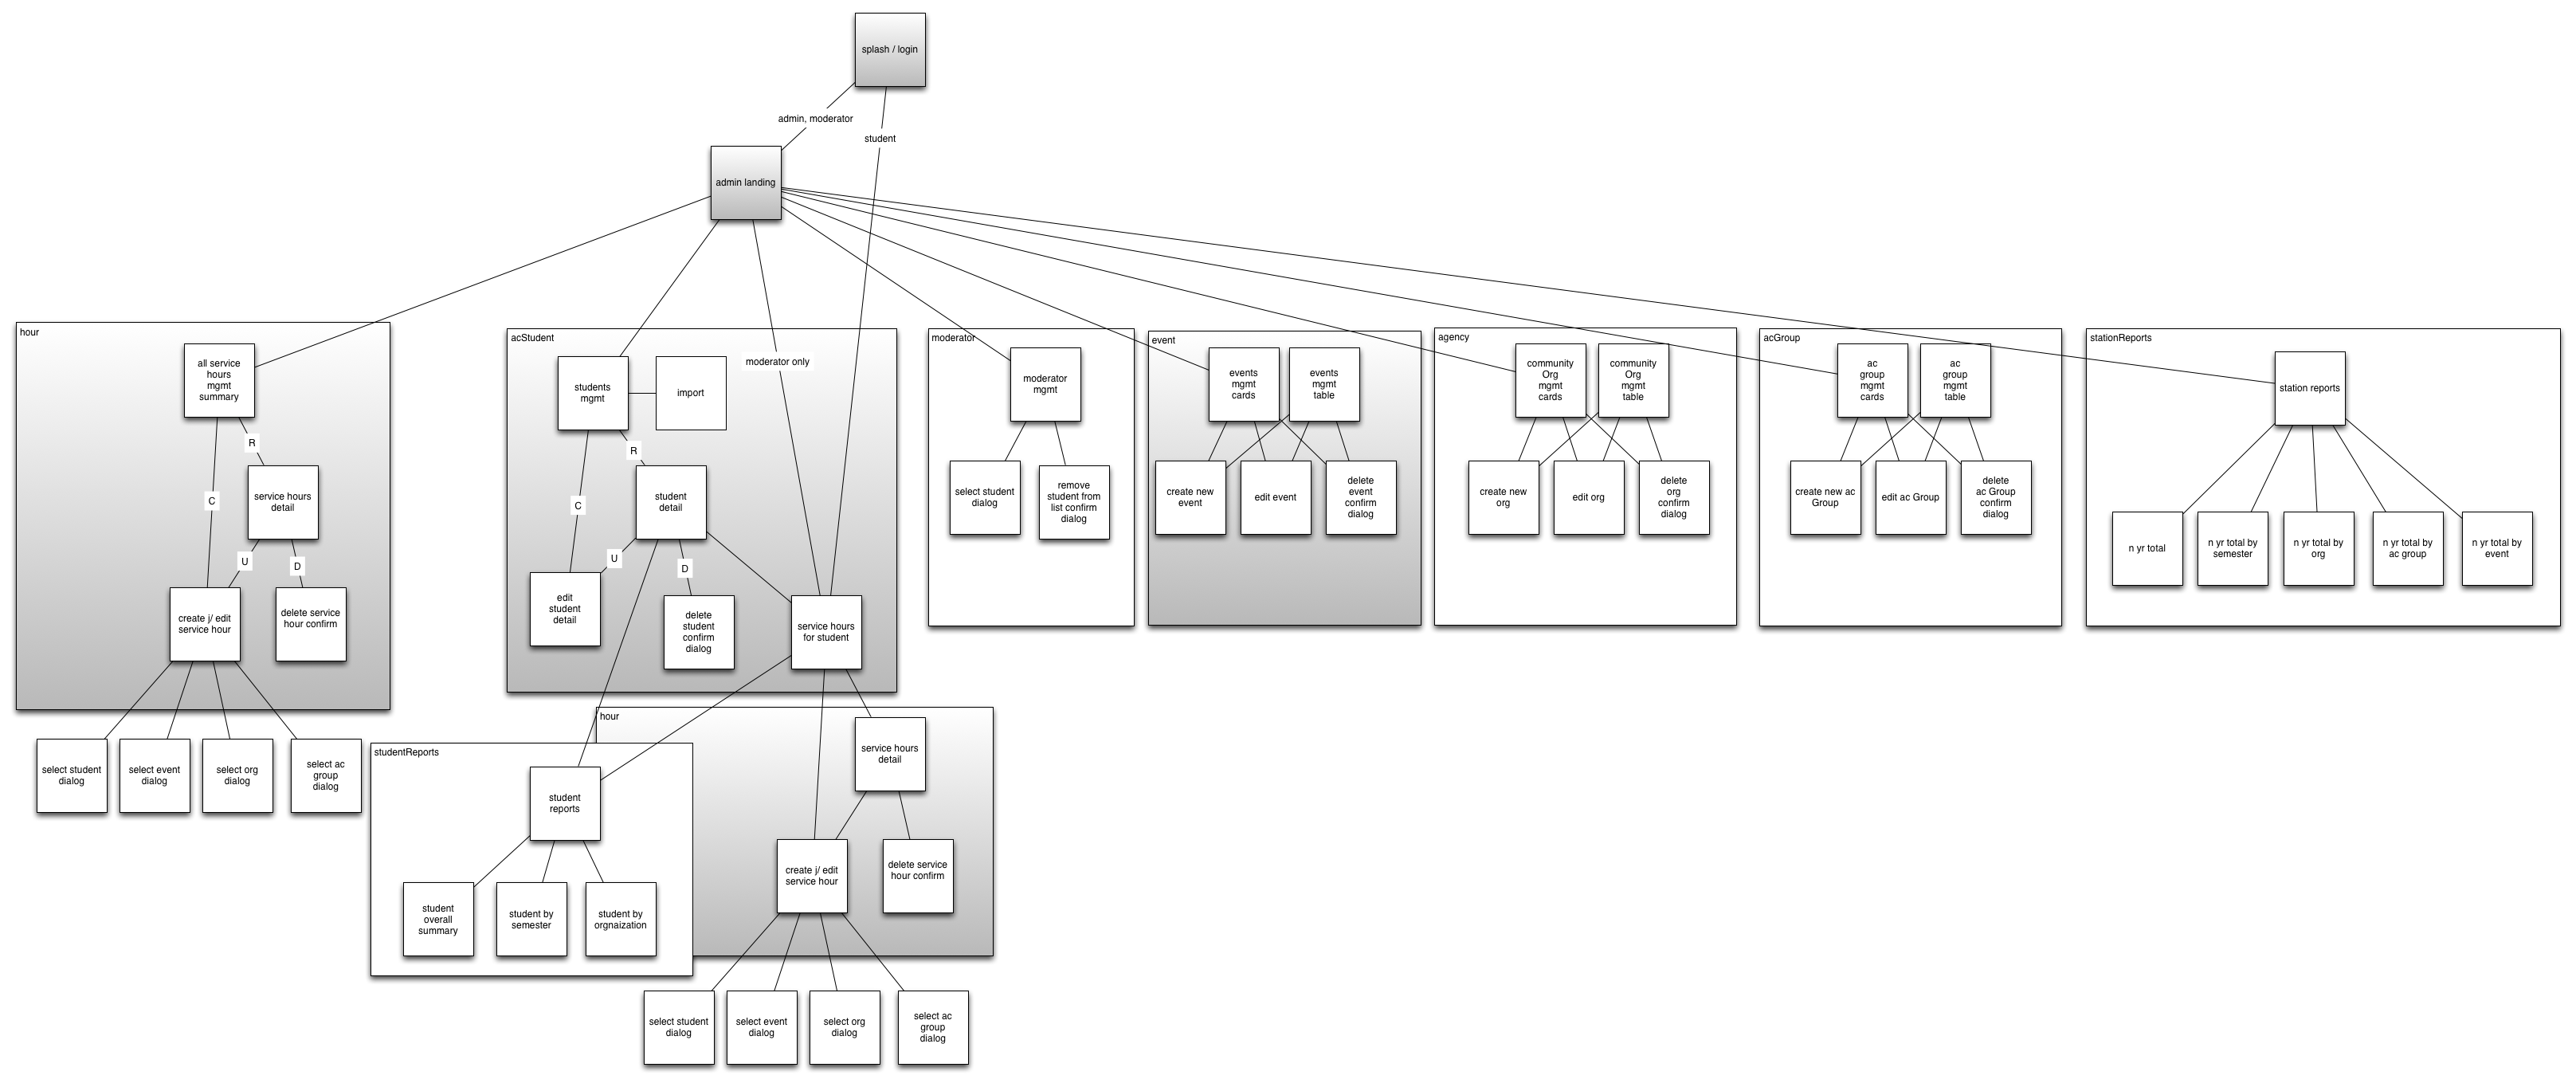 splash / login
admin, moderator
student
admin landing
hour
all service
hours
mgmt
summary
R
C
service hours
detail
U
D
create j/ edit
service hour
delete service
hour confirm
select student
dialog
select event
dialog
select org
dialog
select ac
group
dialog
acStudent
students
mgmt
import
moderator only
R
C
student
detail
U
D
edit
student
detail
delete
student
confirm
dialog
service hours
for student
moderator
moderator
mgmt
select student
dialog
remove
student from
list confirm
dialog
event
events
mgmt
cards
events
mgmt
table
create new
event
edit event
delete
event
confirm
dialog
agency
community
Org
mgmt
cards
community
Org
mgmt
table
create new
org
edit org
delete
org
confirm
dialog
acGroup
ac
group
mgmt
cards
ac
group
mgmt
table
create new ac
Group
edit ac Group
delete
ac Group
confirm
dialog
stationReports
station reports
n yr total
n yr total by
semester
n yr total by
org
n yr total by
ac group
n yr total by
event
studentReports
student
reports
student
overall
summary
student by
semester
student by
orgnaization
hour
service hours
detail
create j/ edit
service hour
delete service
hour confirm
select student
dialog
select event
dialog
select org
dialog
select ac
group
dialog